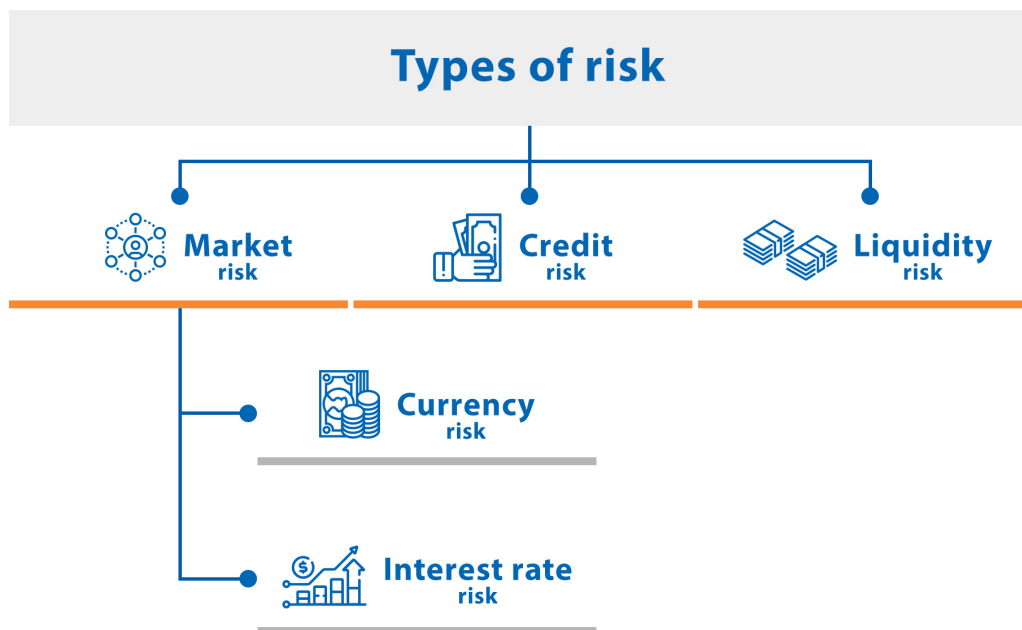 Types of risk
Market
risk
Credit
risk
Liquidity
risk
Currency
risk
$
Interest rate
risk